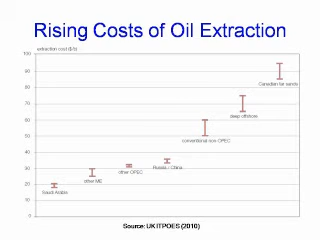 Rising Costs of Oil Extraction
extraction cost ($/b)
100
90
80
70
60
50
40
30
20
10
0
Canadian tar sands
deep offshore
conventional non-OPEC
Russia / China
other OPEC
other ME
Saudi Arabia
Source: UK ITPOES (2010)